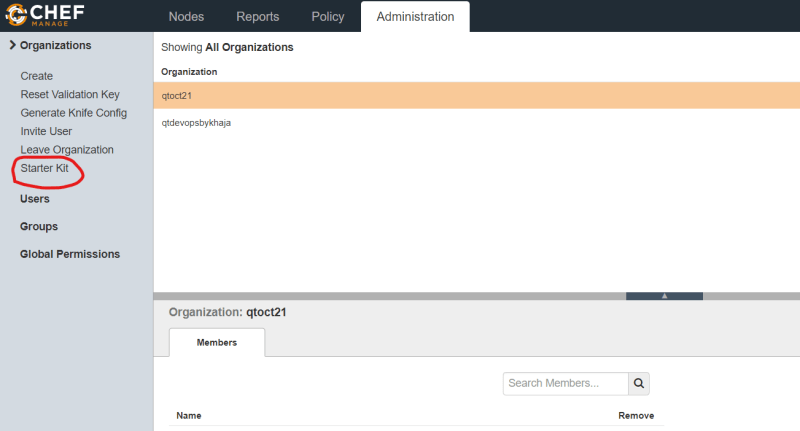 CHEF
MANAGE
Nodes Reports Policy Administration
Organizations
Create
Reset Validation Key
Generate Knife Config
Invite User
Leave Organization
Starter Kit
Users
Groups
Global Permissions
Showing All Organizations
Organization
qtoct21
qtdevopsbykhaja
Organization: qtoct21
Members
Search Members...
Name Remove